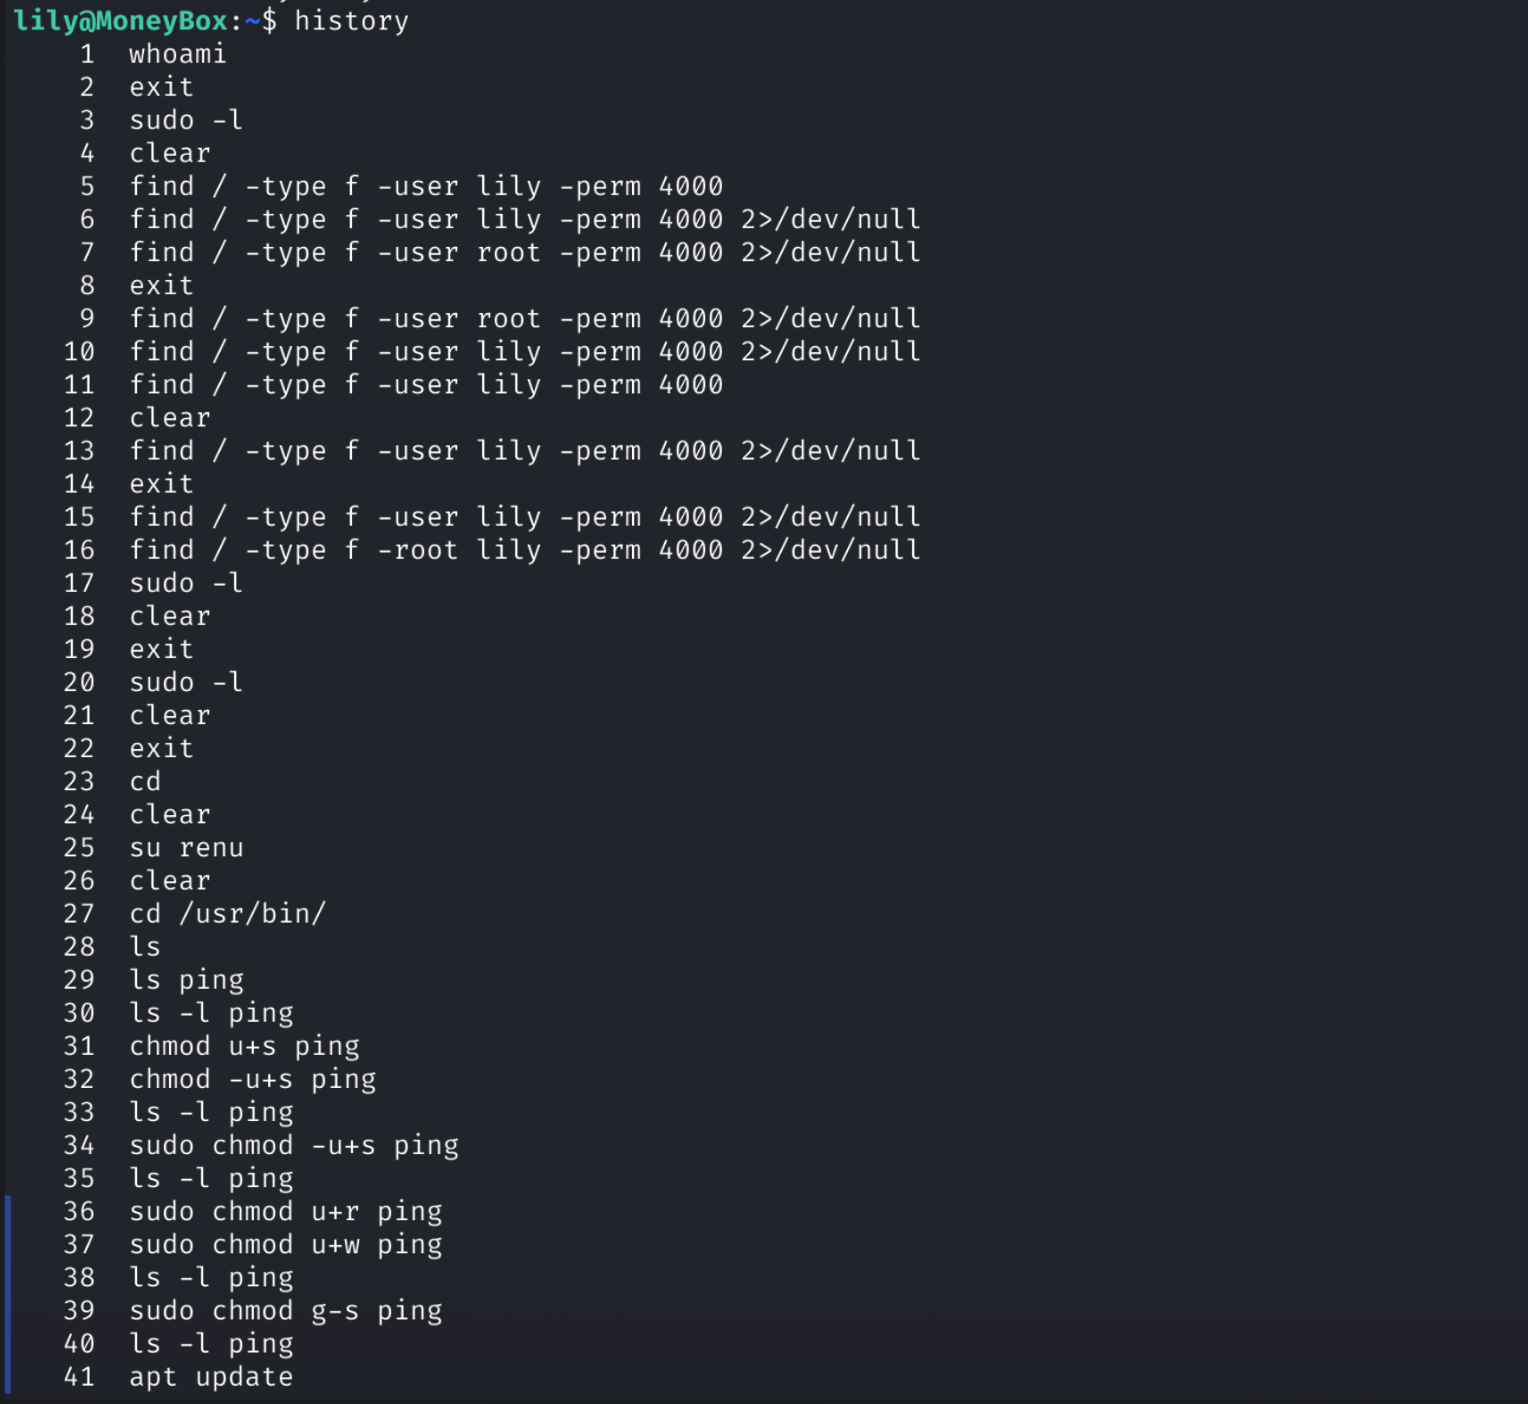 lily@MoneyBox:~$ history
1 whoami
2 exit
3 sudo -l
4 clear
5 find / -type f -user lily -perm 4000
6 find / -type f -user lily -perm 4000 2>/dev/null
7 find / -type f -user root -perm 4000 2>/dev/null
8 exit
9 find / -type f -user root -perm 4000 2>/dev/null
10 find / -type f -user lily -perm 4000 2>/dev/null
11 find / -type f -user lily -perm 4000
12 clear
13 find / -type f -user lily -perm 4000 2>/dev/null
14 exit
15 find / -type f -user lily -perm 4000 2>/dev/null
16 find / -type f -root lily -perm 4000 2>/dev/null
17 sudo -l
18 clear
19 exit
20 sudo -l
21 clear
22 exit
23 cd
24 clear
25 su renu
26 clear
27 cd /usr/bin/
28 ls
29 ls ping
30 ls -l ping
31 chmod u+s ping
32 chmod -u+s ping
33 ls -l ping
34 sudo chmod -u+s ping
35 ls -l ping
36 sudo chmod u+r ping
37 sudo chmod u+w ping
38 ls -l ping
39 sudo chmod g-s ping
40 ls -l ping
41 apt update